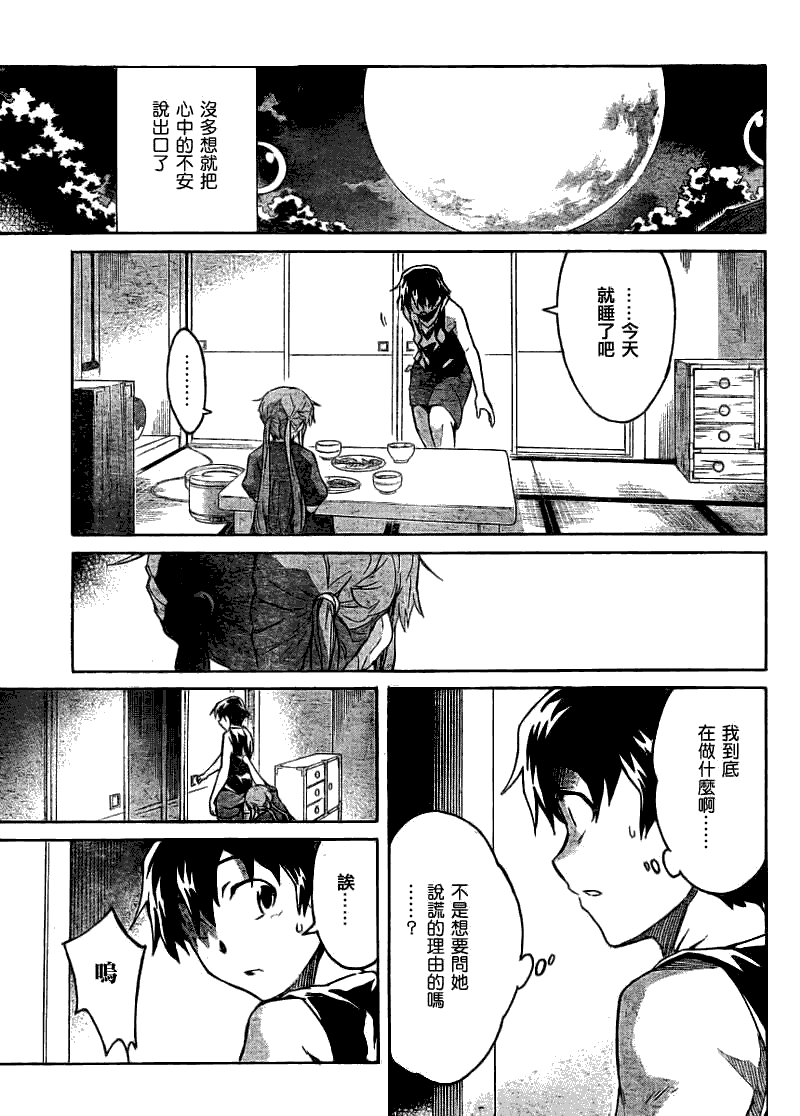 沒多想就把
心中的不安
說出口了
……今天
就睡了吧
……
我到底
在做什麼啊……
不是想要問她
說謊的理由的嗎
……？
誒……
嗚